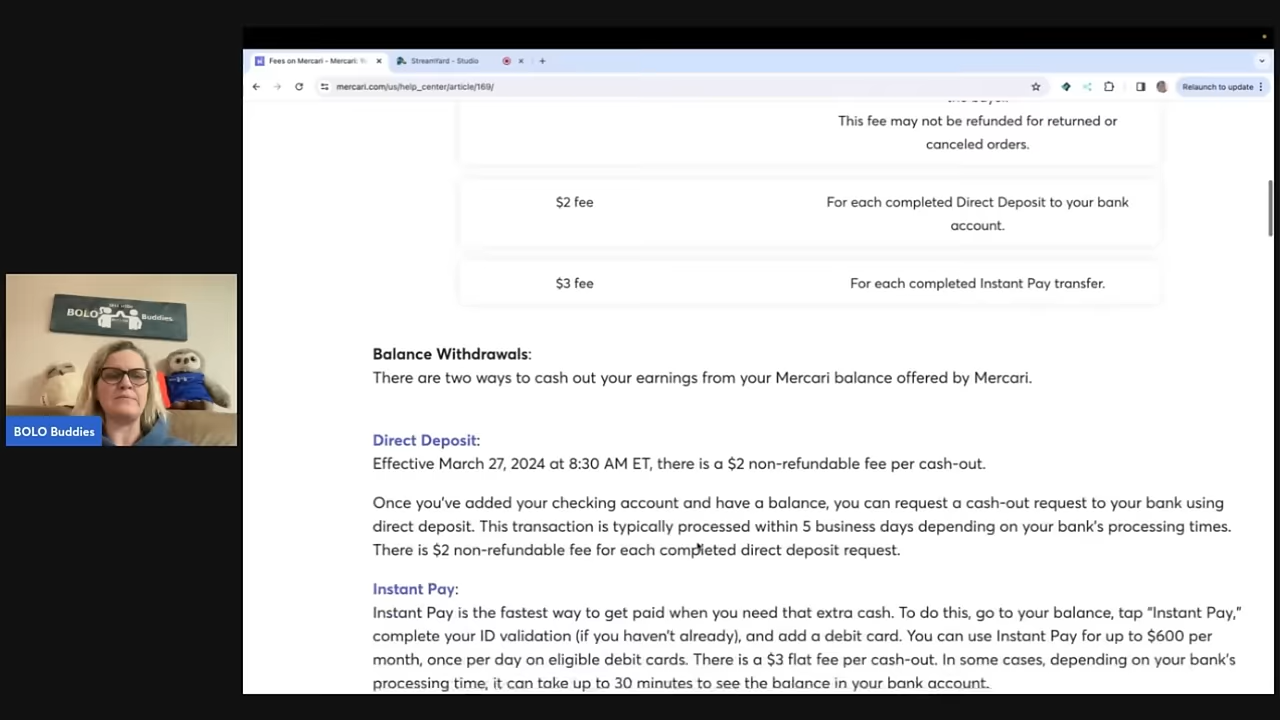 Fees on Mercari - Mercari:
StreamYard - Studio
mercari.com/us/help_center/article/169/
Relaunch to update
the buyer.
This fee may not be refunded for returned or
canceled orders.
$2 fee
For each completed Direct Deposit to your bank
account.
$3 fee
For each completed Instant Pay transfer.
Balance Withdrawals:
There are two ways to cash out your earnings from your Mercari balance offered by Mercari.
Direct Deposit:
Effective March 27, 2024 at 8:30 AM ET, there is a $2 non-refundable fee per cash-out.
Once you've added your checking account and have a balance, you can request a cash-out request to your bank using
direct deposit. This transaction is typically processed within 5 business days depending on your bank's processing times.
There is $2 non-refundable fee for each completed direct deposit request.
Instant Pay:
Instant Pay is the fastest way to get paid when you need that extra cash. To do this, go to your balance, tap “Instant Pay,”
complete your ID validation (if you haven't already), and add a debit card. You can use Instant Pay for up to $600 per
month, once per day on eligible debit cards. There is a $3 flat fee per cash-out. In some cases, depending on your bank's
processing time, it can take up to 30 minutes to see the balance in your bank account.
BOLO Buddies
BOLO Buddies